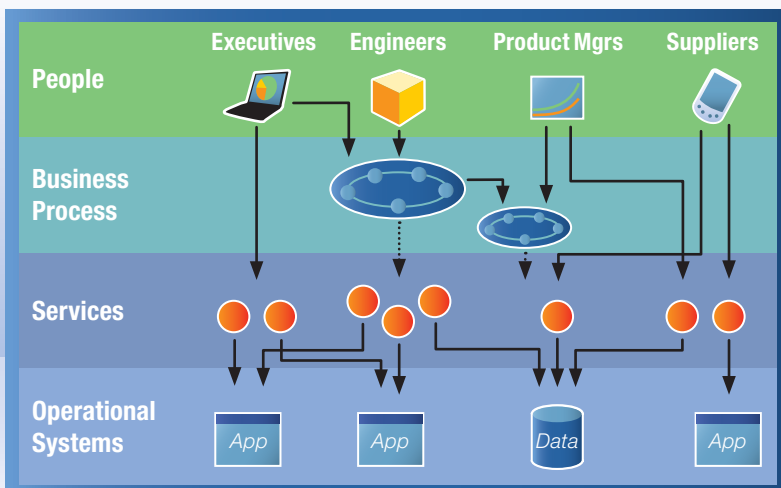 Executives Engineers Product Mgrs Suppliers
People
Business
Process
Services
Operational
Systems
App App Data App